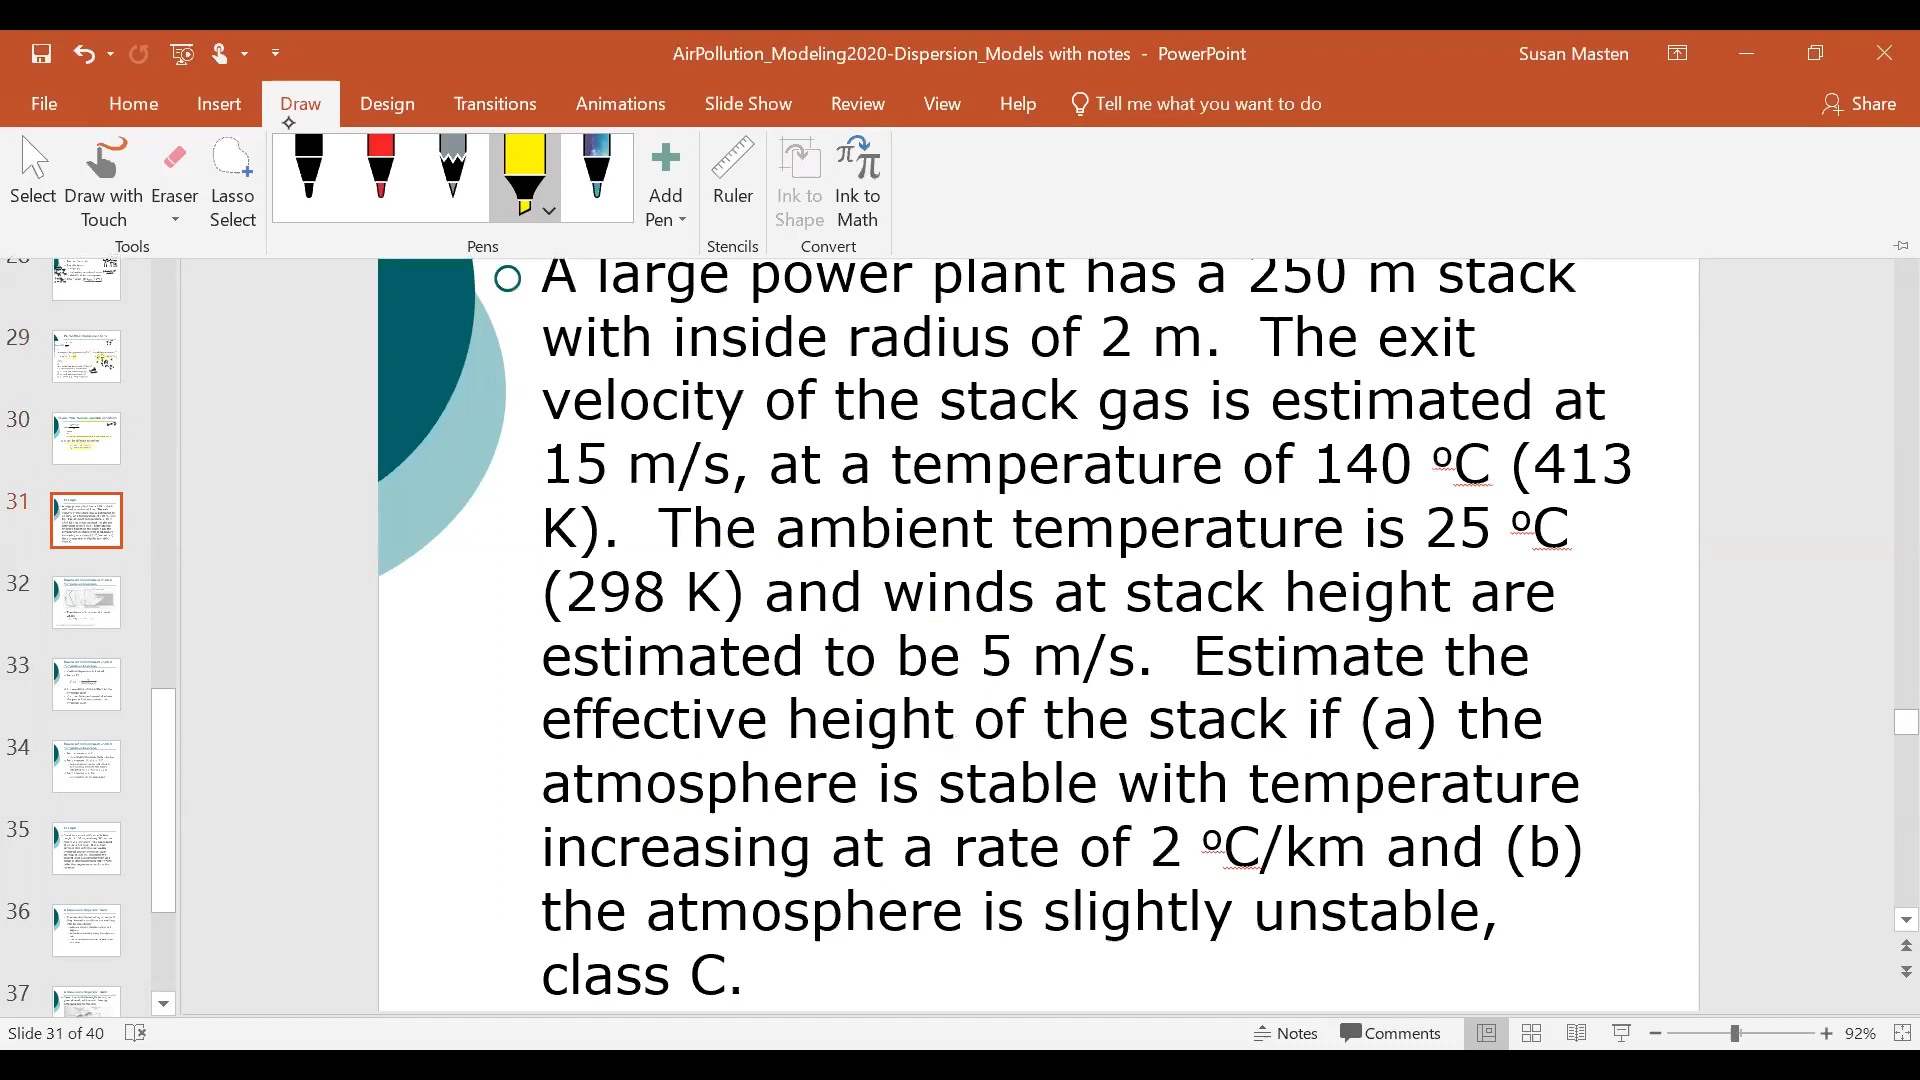 AirPollution_Modeling2020-Dispersion_Models with notes - PowerPoint
Susan Masten
File Home Insert Draw Design Transitions Animations Slide Show Review View Help Tell me what you want to do Share
Select Draw with Touch Eraser Lasso Select Add Pen Ruler Ink to Shape Ink to Math
Tools Pens Stencils Convert
A large power plant has a 250 m stack
with inside radius of 2 m. The exit
velocity of the stack gas is estimated at
15 m/s, at a temperature of 140 ºC (413
K). The ambient temperature is 25 ºC
(298 K) and winds at stack height are
estimated to be 5 m/s. Estimate the
effective height of the stack if (a) the
atmosphere is stable with temperature
increasing at a rate of 2 ºC/km and (b)
the atmosphere is slightly unstable,
class C.
29
30
31
32
33
34
35
36
37
Slide 31 of 40
Notes Comments 92%